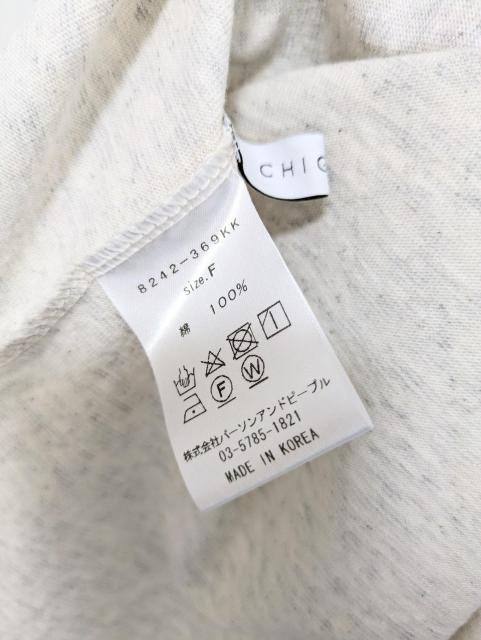 CHIC
8242-369KK
size.F
綿 100%
F W
株式会社パーソンアンドピープル
03-5785-1821
MADE IN KOREA